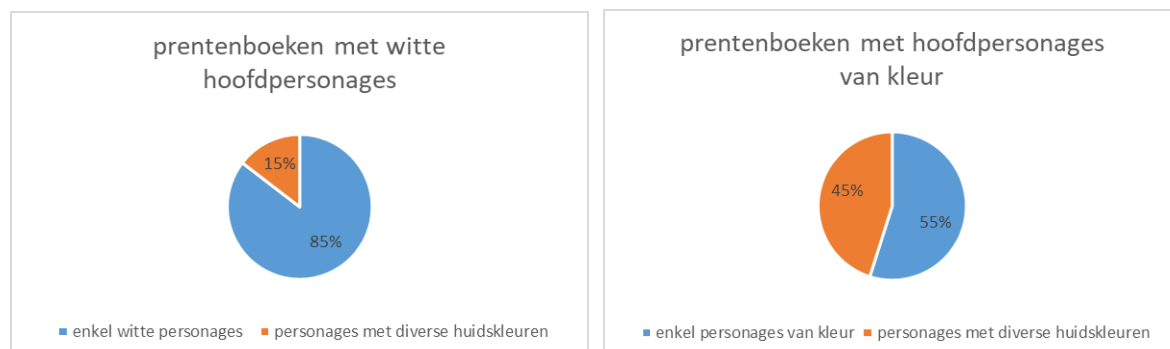 prentenboeken met witte
hoofdpersonages
15%
85%
enkel witte personages personages met diverse huidskleuren
prentenboeken met hoofdpersonages
van kleur
45%
55%
enkel personages van kleur personages met diverse huidskleuren